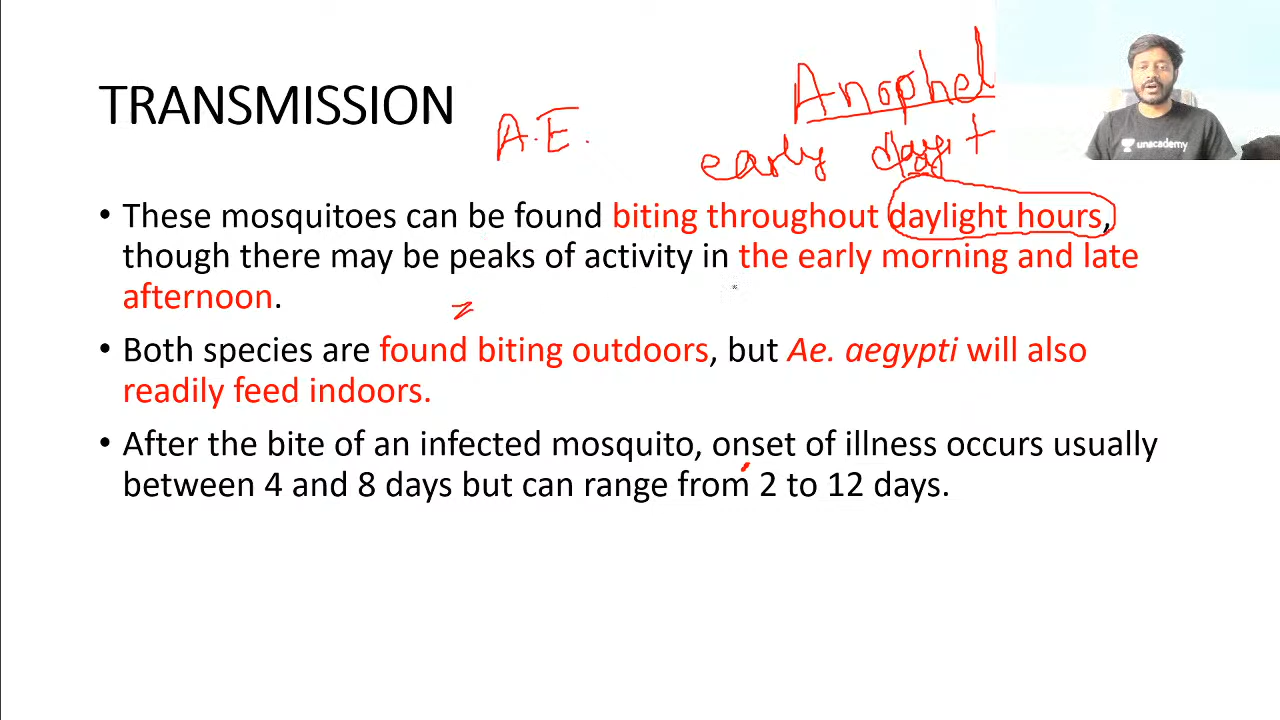 Anophel
TRANSMISSION
A.E.
early day +
unacademy
• These mosquitoes can be found biting throughout daylight hours,
though there may be peaks of activity in the early morning and late
afternoon.
• Both species are found biting outdoors, but Ae. aegypti will also
readily feed indoors.
• After the bite of an infected mosquito, onset of illness occurs usually
between 4 and 8 days but can range from 2 to 12 days.